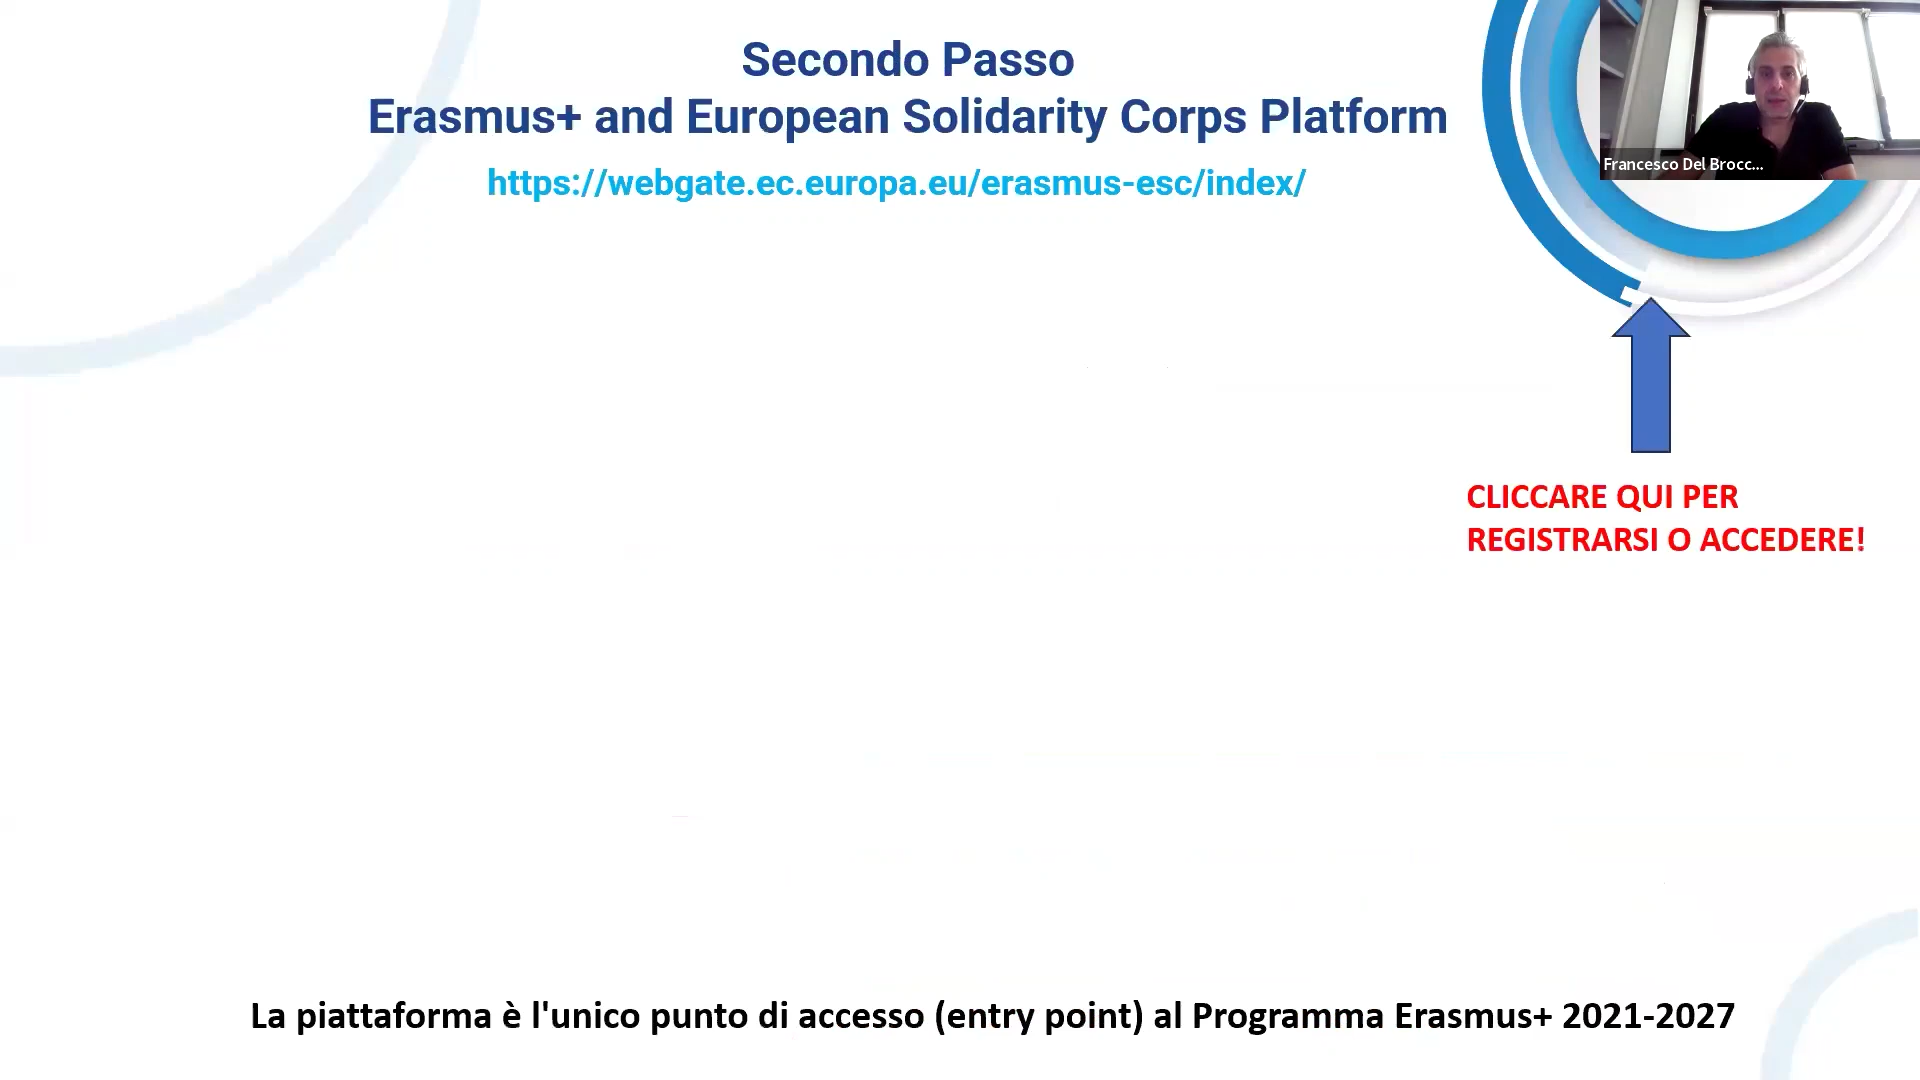 Secondo Passo
Erasmus+ and European Solidarity Corps Platform
https://webgate.ec.europa.eu/erasmus-esc/index/
Francesco Del Brocc...
CLICCARE QUI PER
REGISTRARSI O ACCEDERE!
La piattaforma è l'unico punto di accesso (entry point) al Programma Erasmus+ 2021-2027